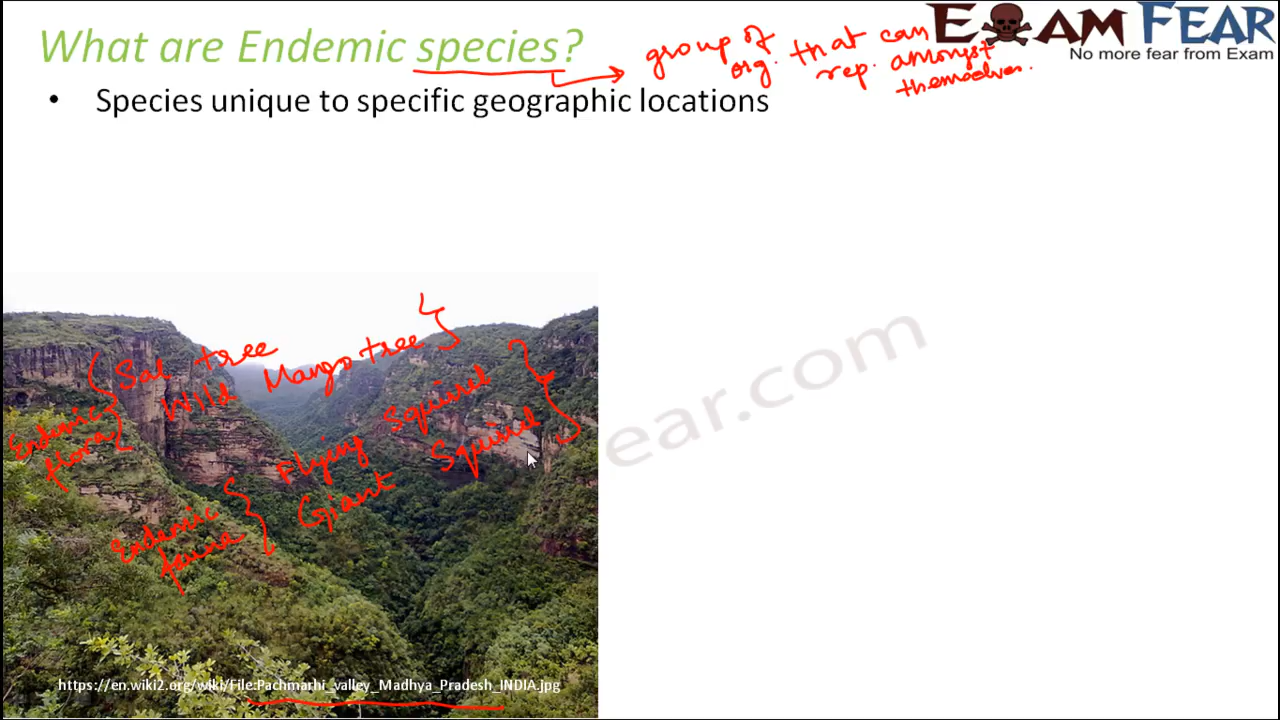 What are Endemic species?
group of
org. that can
rep. amongst
themselves.
EXAM FEAR
No more fear from Exam
• Species unique to specific geographic locations
Sal tree
Wild Mango tree
Endemic
flora
Flying Squirrel
Giant Squirrel
Endemic
fauna
ear.com
https://en.wiki2.org/wiki/File:Pachmarhi_valley_Madhya_Pradesh_INDIA.jpg